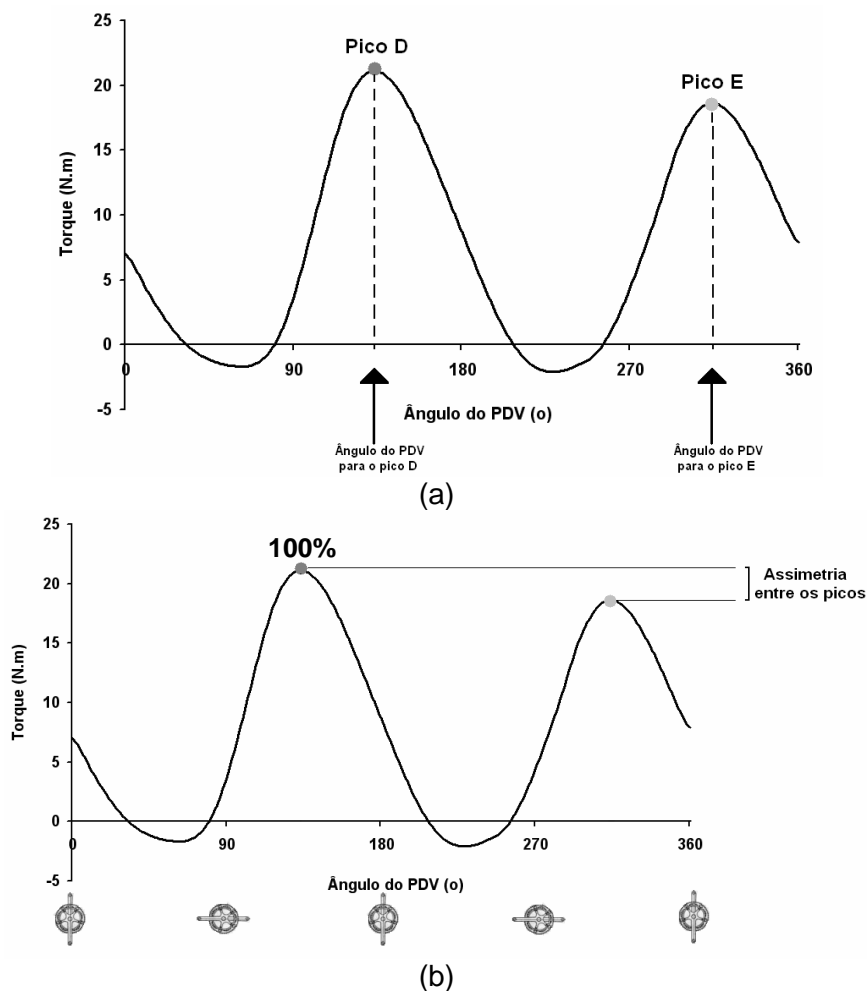 25
Pico D
20
Pico E
15
10
5
0
-5
Torque (N.m)
0 90 180 270 360
Ângulo do PDV (o)
Ângulo do PDV
para o pico D
Ângulo do PDV
para o pico E
(a)
25
100%
20
Assimetria
entre os picos
15
10
5
0
-5
Torque (N.m)
0 90 180 270 360
Ângulo do PDV (o)
(b)